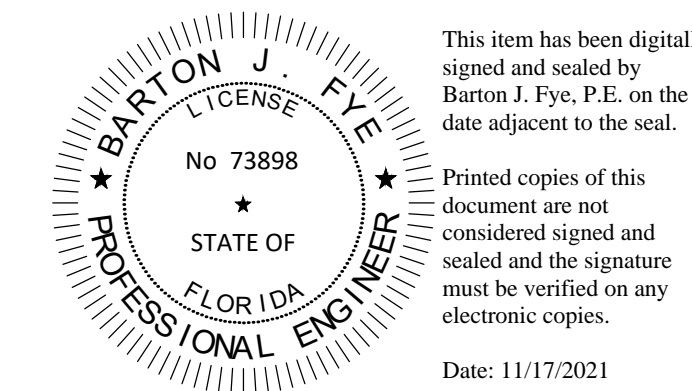 BARTON J. FYE
LICENSE
No 73898
★
STATE OF
FLORIDA
★ PROFESSIONAL ENGINEER ★
This item has been digitall
signed and sealed by
Barton J. Fye, P.E. on the
date adjacent to the seal.
Printed copies of this
document are not
considered signed and
sealed and the signature
must be verified on any
electronic copies.
Date: 11/17/2021